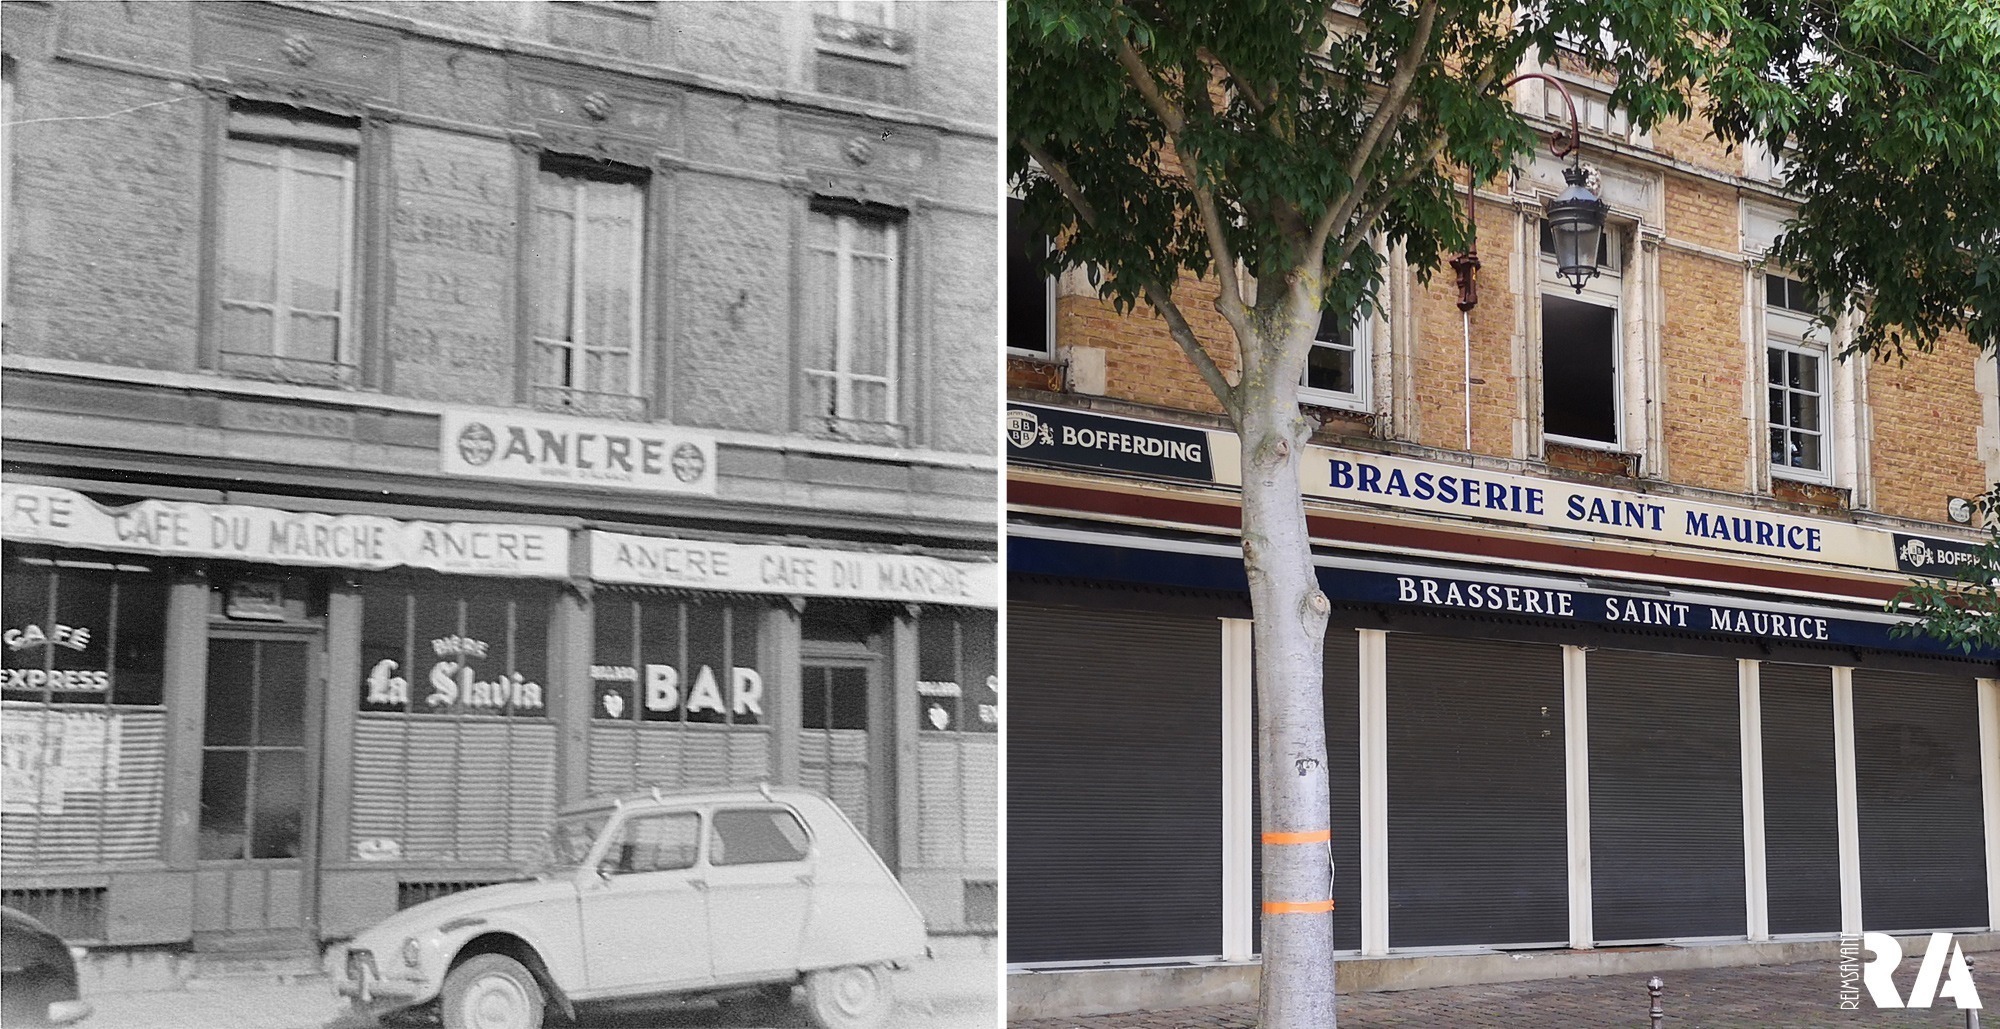 ANCRE
RE CAFÉ DU MARCHE ANCRE
ANCRE CAFE DU MARCHE
CAFÉ
EXPRESS
BIÈRE
la Slavia
BAR
BOFFERDING
BRASSERIE SAINT MAURICE
BRASSERIE SAINT MAURICE
REIMSAVANT
RA